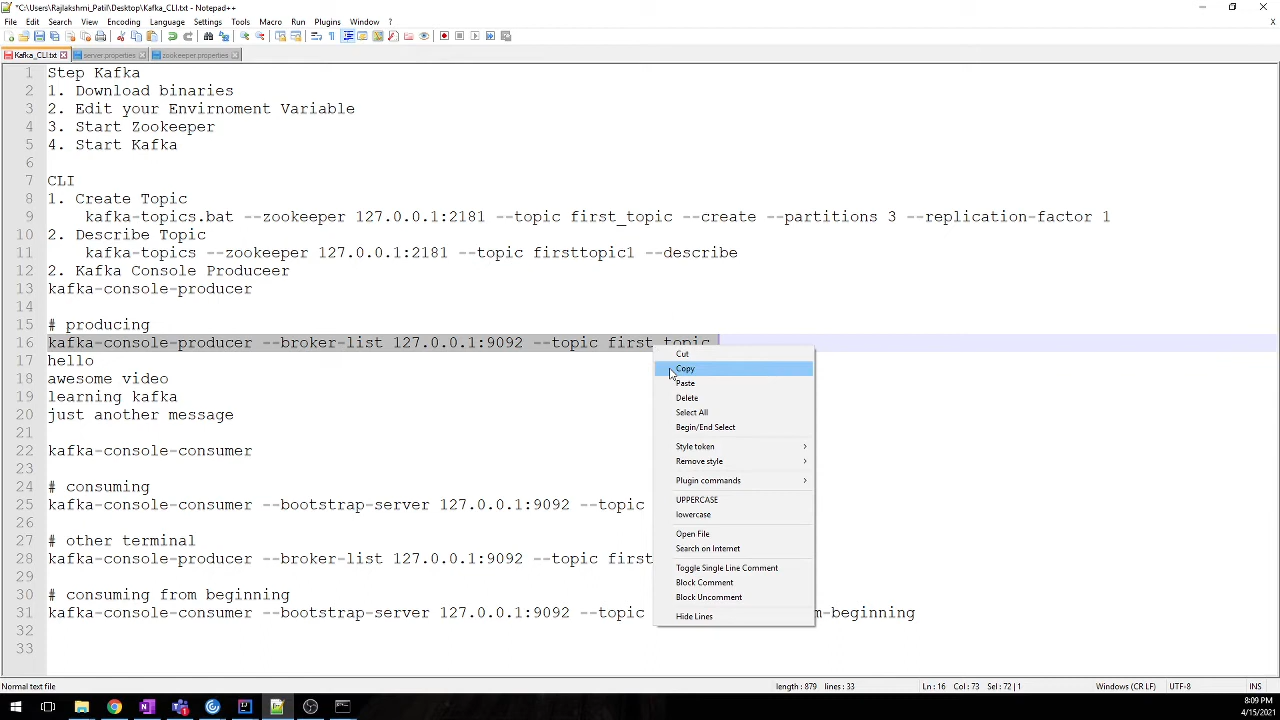 *C:\Users\Rajlakshmi_Patil\Desktop\Kafka_CLI.txt - Notepad++
File Edit Search View Encoding Language Settings Tools Macro Run Plugins Window ?
Kafka_CLI.txt server.properties zookeeper.properties
1 Step Kafka
2 1. Download binaries
3 2. Edit your Envirnoment Variable
4 3. Start Zookeeper
5 4. Start Kafka
6
7 CLI
8 1. Create Topic
9 kafka-topics.bat --zookeeper 127.0.0.1:2181 --topic first_topic --create --partitions 3 --replication-factor 1
10 2. Describe Topic
11 kafka-topics --zookeeper 127.0.0.1:2181 --topic firsttopic1 --describe
12 2. Kafka Console Produceer
13 kafka-console-producer
14
15 # producing
16 kafka-console-producer --broker-list 127.0.0.1:9092 --topic first_topic
17 hello
18 awesome video
19 learning kafka
20 just another message
21
22 kafka-console-consumer
23
24 # consuming
25 kafka-console-consumer --bootstrap-server 127.0.0.1:9092 --topic
26
27 # other terminal
28 kafka-console-producer --broker-list 127.0.0.1:9092 --topic first
29
30 # consuming from beginning
31 kafka-console-consumer --bootstrap-server 127.0.0.1:9092 --topic m-beginning
32
33
Cut
Copy
Paste
Delete
Select All
Begin/End Select
Style token
Remove style
Plugin commands
UPPERCASE
lowercase
Open File
Search on Internet
Toggle Single Line Comment
Block Comment
Block Uncomment
Hide Lines
Normal text file length : 879 lines : 33 Ln : 16 Col : 73 Sel : 72 | 1 Windows (CR LF) UTF-8 INS
8:09 PM
4/15/2021